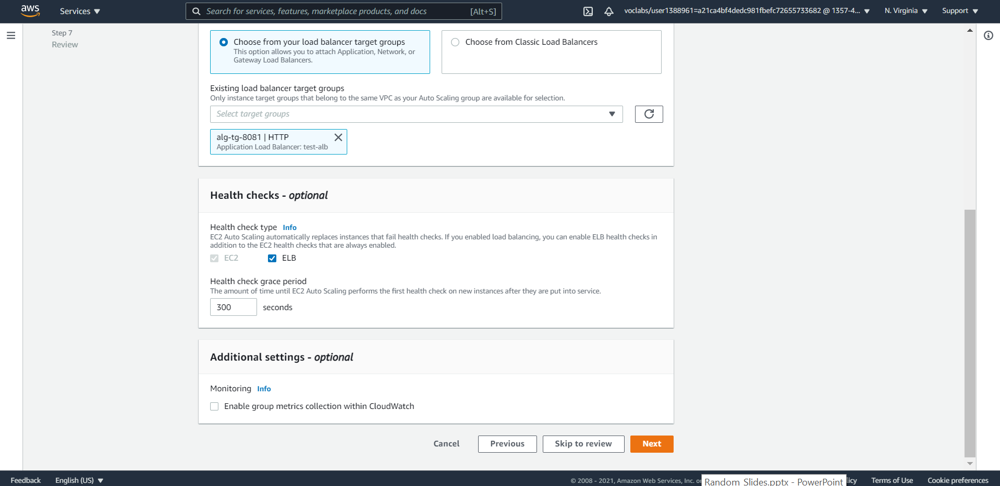 aws
Services
Search for services, features, marketplace products, and docs
[Alt+S]
voclabs/user1388961=a21ca4bf4dedc981fbefc72655733682 @ 1357-4...
N. Virginia
Support
Step 7
Review
Choose from your load balancer target groups
This option allows you to attach Application, Network, or
Gateway Load Balancers.
Choose from Classic Load Balancers
Existing load balancer target groups
Only instance target groups that belong to the same VPC as your Auto Scaling group are available for selection.
Select target groups
alg-tg-8081 | HTTP
Application Load Balancer: test-alb
Health checks - optional
Health check type Info
EC2 Auto Scaling automatically replaces instances that fail health checks. If you enabled load balancing, you can enable ELB health checks in
addition to the EC2 health checks that are always enabled.
EC2
ELB
Health check grace period
The amount of time until EC2 Auto Scaling performs the first health check on new instances after they are put into service.
300
seconds
Additional settings - optional
Monitoring Info
Enable group metrics collection within CloudWatch
Cancel
Previous
Skip to review
Next
Feedback
English (US)
© 2008 - 2021, Amazon Web Services, Inc. or
Random_Slides.pptx - PowerPoint
licy
Terms of Use
Cookie preferences